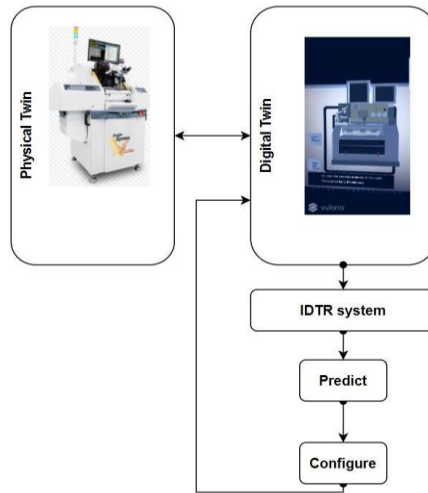 Physical Twin
Digital Twin
vuforia
IDTR system
Predict
Configure